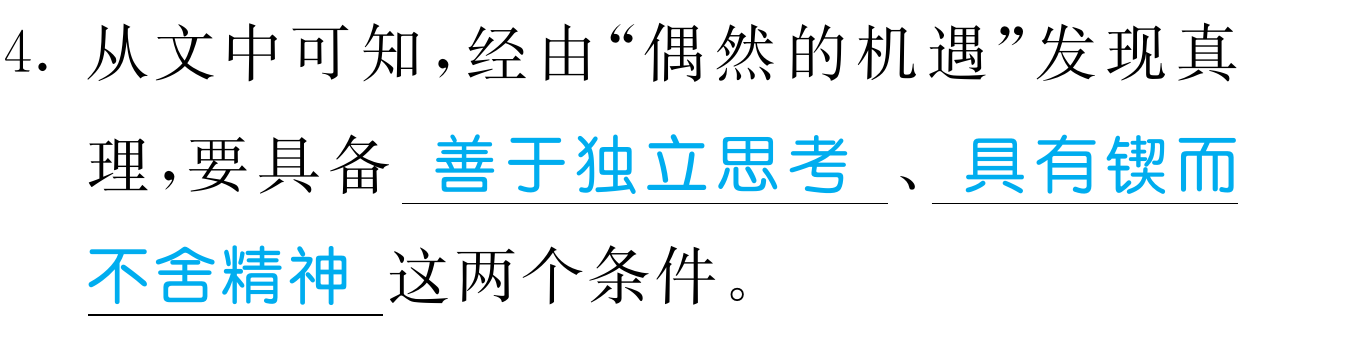 4. 从文中可知,经由“偶然的机遇”发现真
理,要具备 善于独立思考 、 具有锲而
不舍精神 这两个条件。